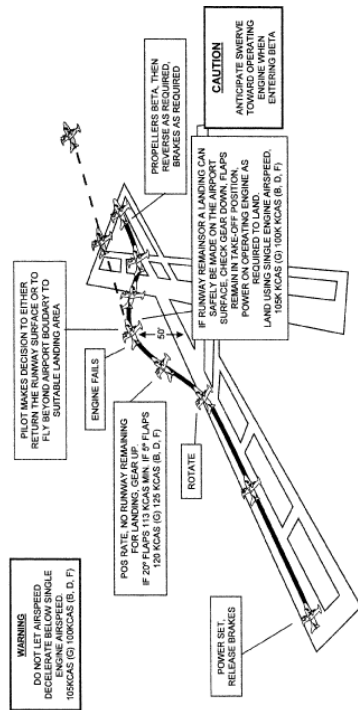 WARNING
DO NOT LET AIRSPEED
DECELERATE BELOW SINGLE
ENGINE AIRSPEED.
105KCAS (G) 100KCAS (B, D, F)
PILOT MAKES DECISION TO EITHER
RETURN THE RUNWAY SURFACE OR TO
FLY BEYOND AIRPORT BOUDARY TO
SUITABLE LANDING AREA
ENGINE FAILS
POS RATE, NO RUNWAY REMAINING
FOR LANDING, GEAR UP.
IF 20° FLAPS 113 KCAS MIN. IF 5° FLAPS
120 KCAS (G) 125 KCAS (B, D, F)
50'
ROTATE
POWER SET,
RELEASE BRAKES
PROPELLERS BETA, THEN
REVERSE AS REQUIRED,
BRAKES AS REQUIRED
IF RUNWAY REMAINSOR A LANDING CAN
SAFELY BE MADE ON THE AIRPORT
SURFACE, CHECK GEAR DOWN, FLAPS
REMAIN IN TAKE-OFF POSITION,
POWER ON OPERATING ENGINE AS
REQUIRED TO LAND.
LAND USING SINGLE ENGINE AIRSPEED,
105K KCAS (G) 100K KCAS (B, D, F)
CAUTION
ANTICIPATE SWERVE
TOWARD OPERATING
ENGINE WHEN
ENTERING BETA